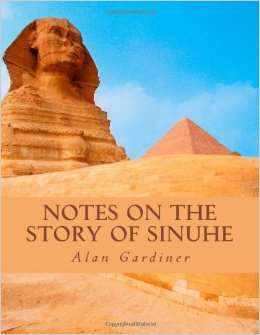 NOTES ON THE
STORY OF SINUHE
Alan Gardiner